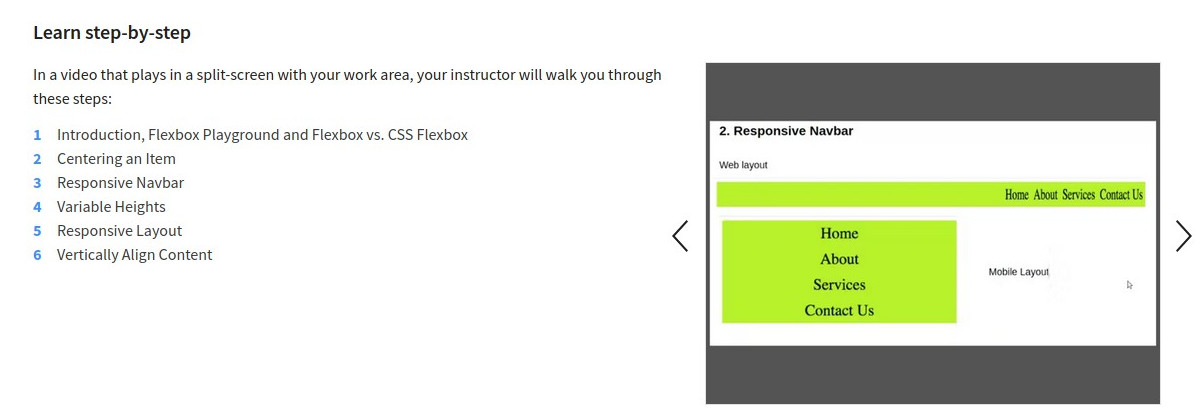 Learn step-by-step
In a video that plays in a split-screen with your work area, your instructor will walk you through
these steps:
1 Introduction, Flexbox Playground and Flexbox vs. CSS Flexbox
2 Centering an Item
3 Responsive Navbar
4 Variable Heights
5 Responsive Layout
6 Vertically Align Content
2. Responsive Navbar
Web layout
Home About Services Contact Us
Home
About
Services
Contact Us
Mobile Layout